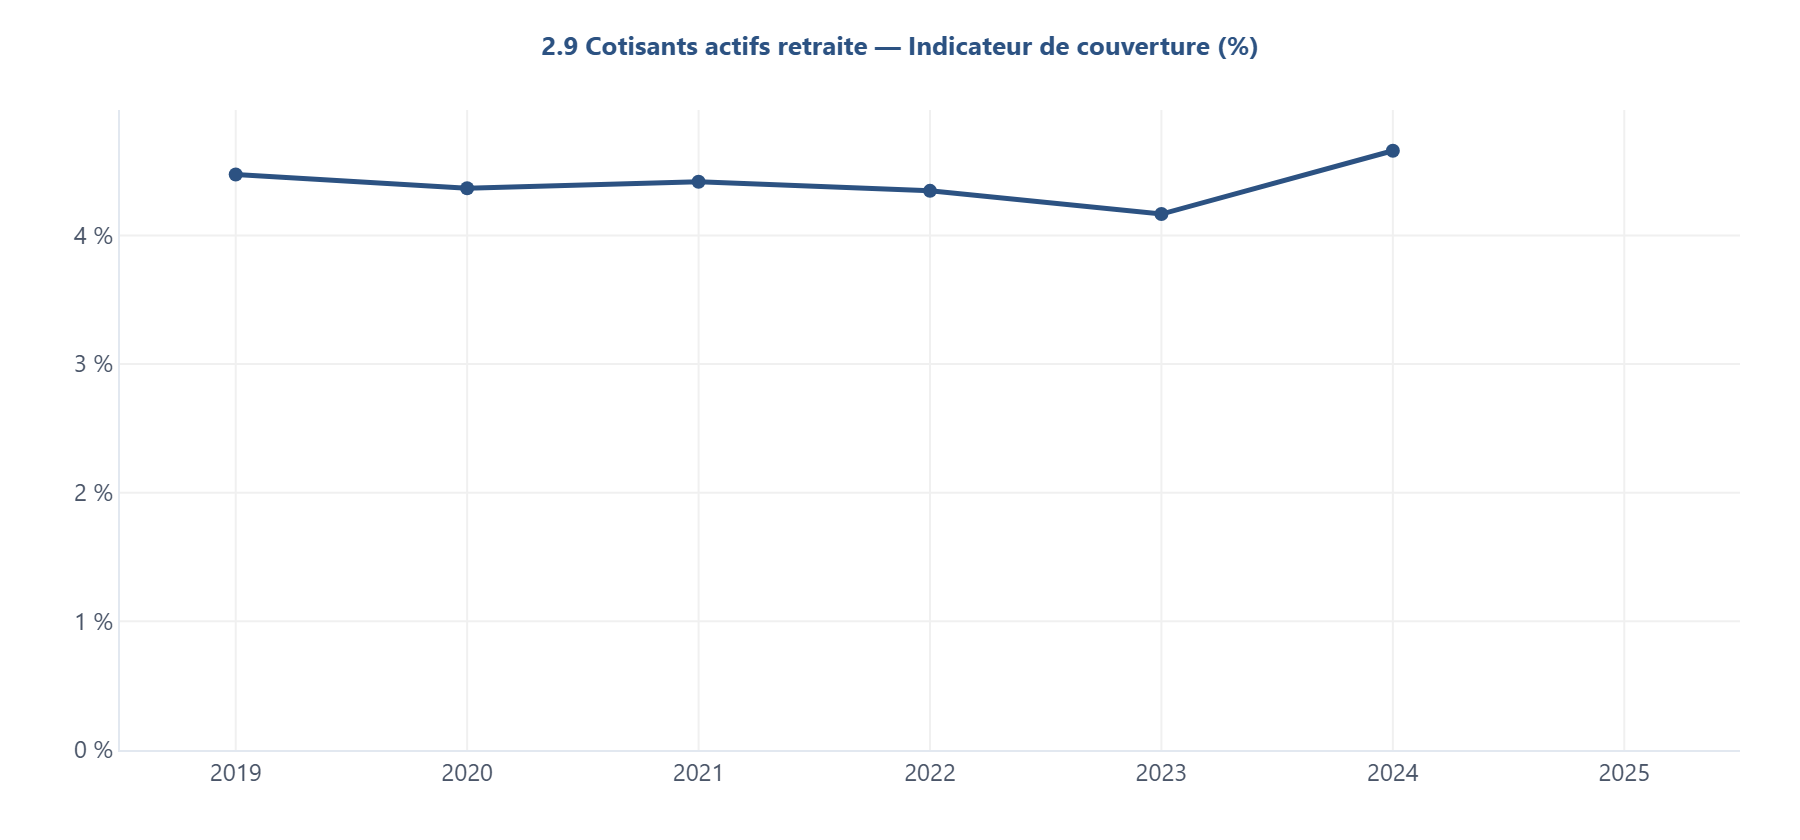 2.9 Cotisants actifs retraite — Indicateur de couverture (%)
4 %
3 %
2 %
1 %
0 %
2019 2020 2021 2022 2023 2024 2025